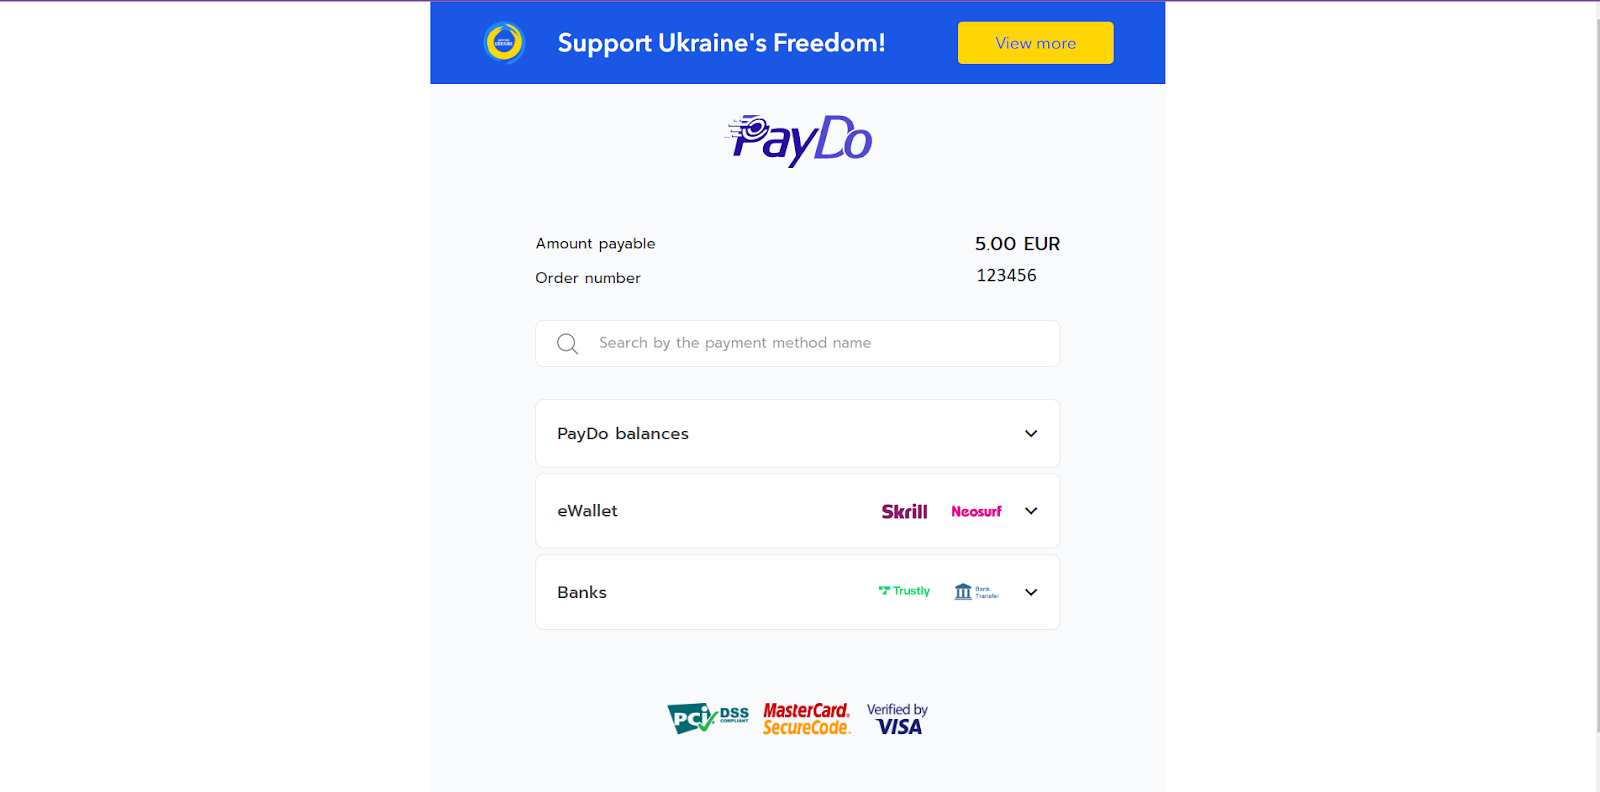 Support Ukraine's Freedom!
View more
PayDo
Amount payable
5.00 EUR
Order number
123456
Search by the payment method name
PayDo balances
eWallet
Skrill
Neosurf
Banks
Trustly
Bank
Transfer
PCI DSS
COMPLIANT
MasterCard.
SecureCode.
Verified by
VISA